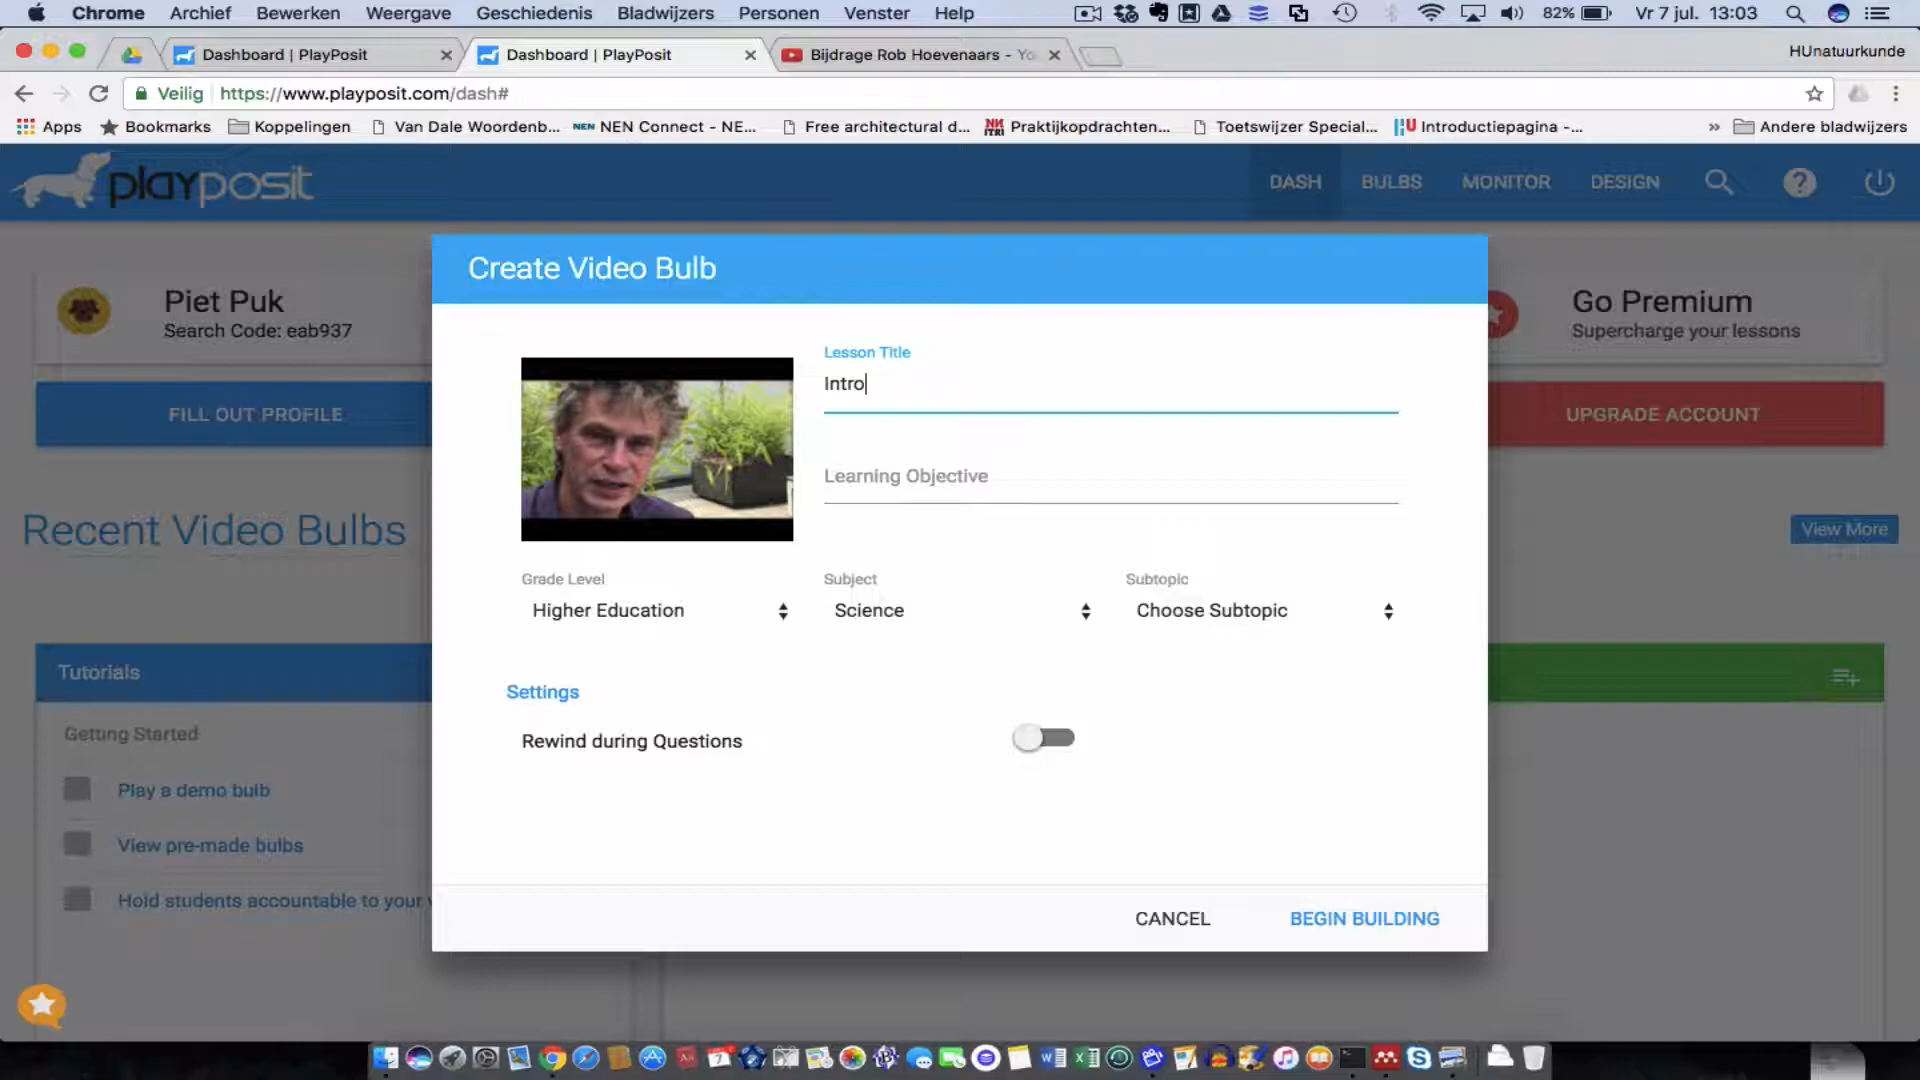 Chrome Archief Bewerken Weergave Geschiedenis Bladwijzers Personen Venster Help 82% Vr 7 jul. 13:03
Dashboard | PlayPosit Dashboard | PlayPosit Bijdrage Rob Hoevenaars - Yo HUnatuurkunde
Veilig https://www.playposit.com/dash#
Apps Bookmarks Koppelingen Van Dale Woordenb... NEN NEN Connect - NE... Free architectural d... Praktijkopdrachten... Toetswijzer Special... Introductiepagina -... » Andere bladwijzers
playposit DASH BULBS MONITOR DESIGN
Create Video Bulb
Piet Puk
Search Code: eab937
Go Premium
Supercharge your lessons
Lesson Title
Intro
FILL OUT PROFILE
UPGRADE ACCOUNT
Learning Objective
Recent Video Bulbs
View More
Grade Level Subject Subtopic
Higher Education Science Choose Subtopic
Tutorials
Settings
Getting Started
Rewind during Questions
Play a demo bulb
View pre-made bulbs
Hold students accountable to your
CANCEL BEGIN BUILDING